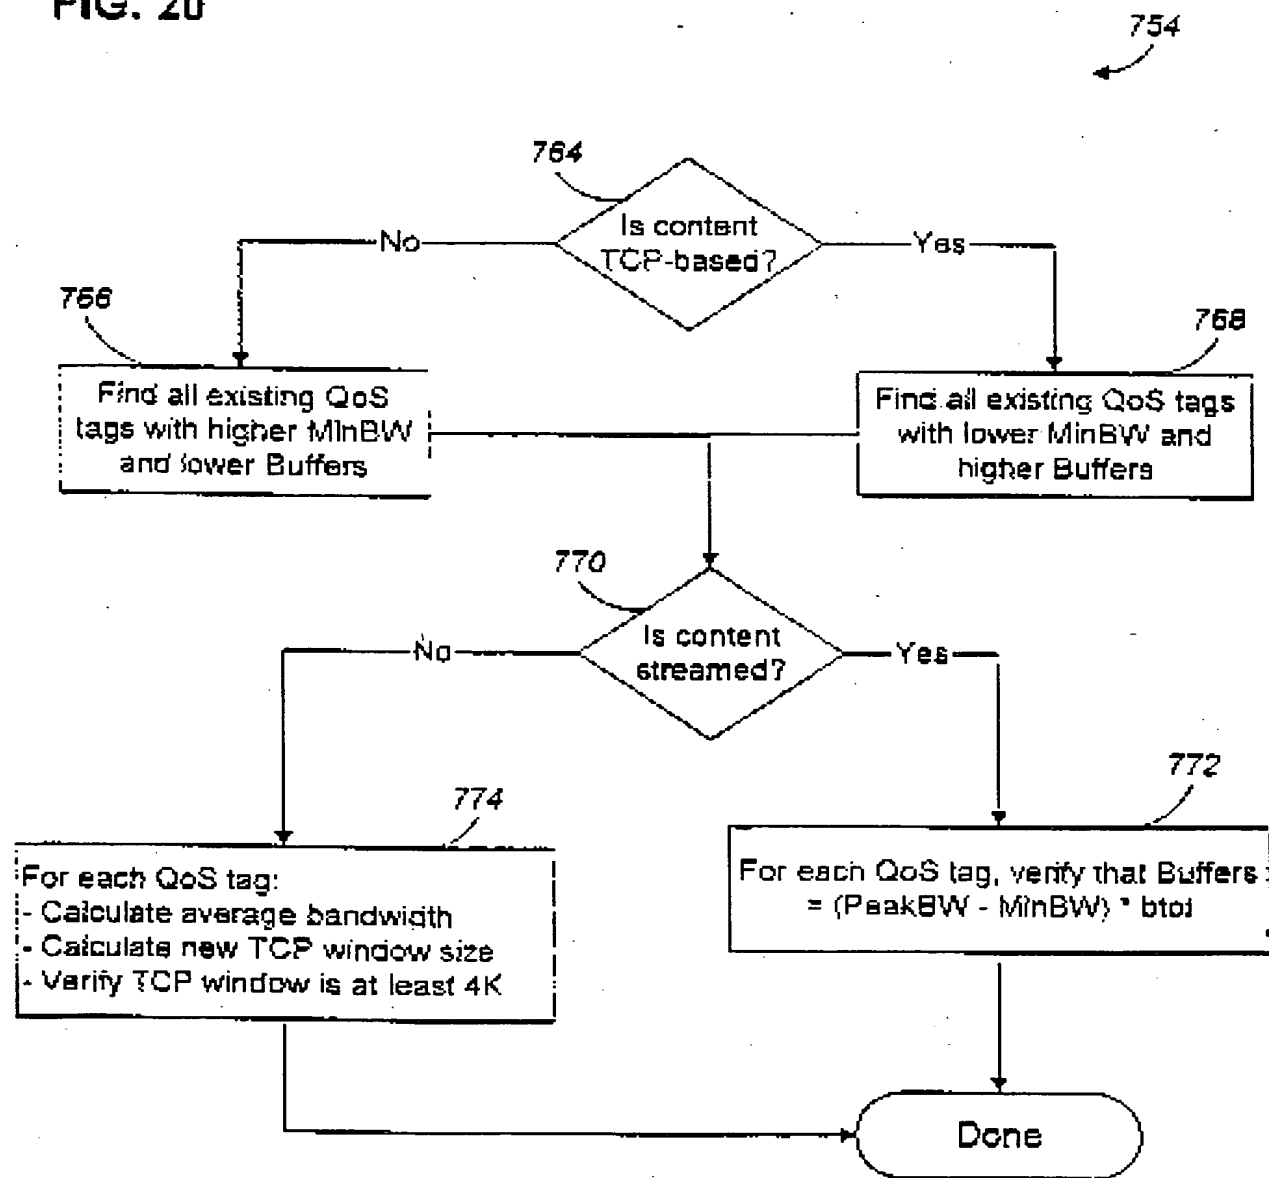 FIG. 20
754
764
Is content
TCP-based?
No
Yes
766
768
Find all existing QoS
tags with higher MinBW
and lower Buffers
Find all existing QoS tags
with lower MinBW and
higher Buffers
770
Is content
streamed?
No
Yes
774
772
For each QoS tag:
- Calculate average bandwidth
- Calculate new TCP window size
- Verify TCP window is at least 4K
For each QoS tag, verify that Buffers >
= (PeakBW - MinBW) * btol
Done